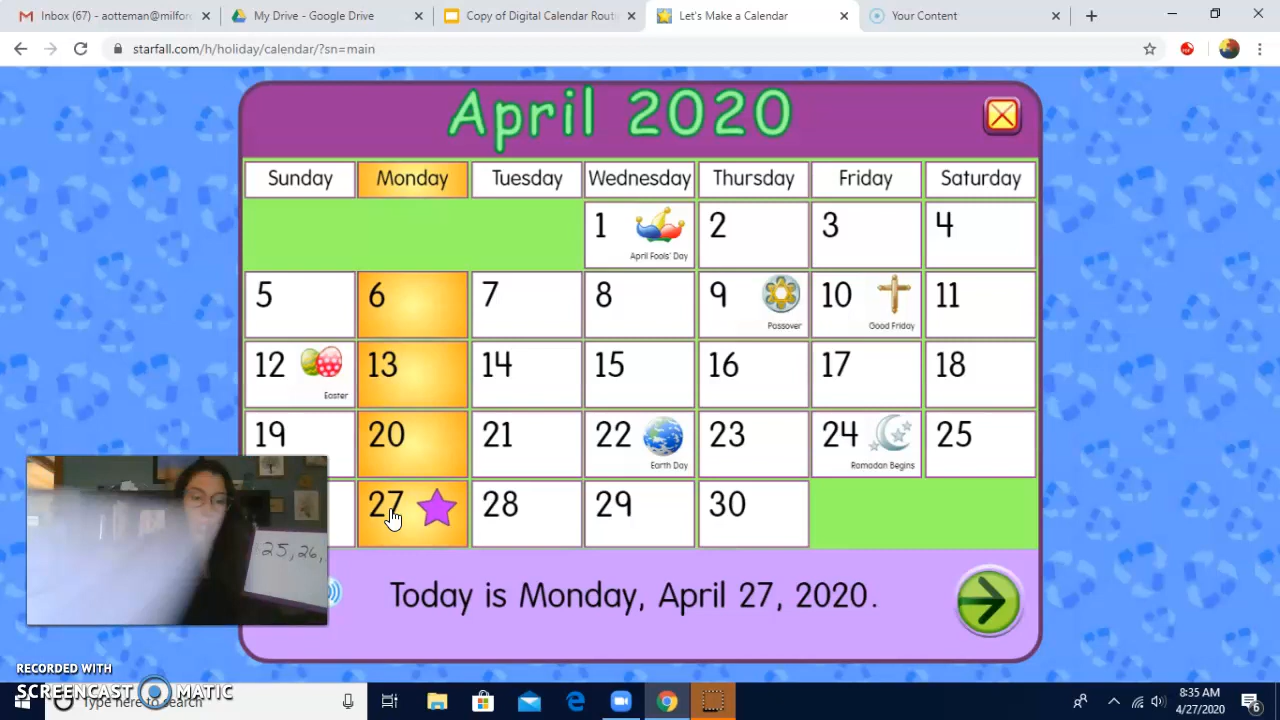 Inbox (67) - aotteman@milfor
My Drive - Google Drive
Copy of Digital Calendar Rout
Let's Make a Calendar
Your Content
starfall.com/h/holiday/calendar/?sn=main
April 2020
Sunday Monday Tuesday Wednesday Thursday Friday Saturday
1 April Fools' Day 2 3 4
5 6 7 8 9 Passover 10 Good Friday 11
12 Easter 13 14 15 16 17 18
19 20 21 22 Earth Day 23 24 Ramadan Begins 25
27 28 29 30
25, 26,
Today is Monday, April 27, 2020.
RECORDED WITH
SCREENCAST MATIC
Type here to search
8:35 AM
4/27/2020
6